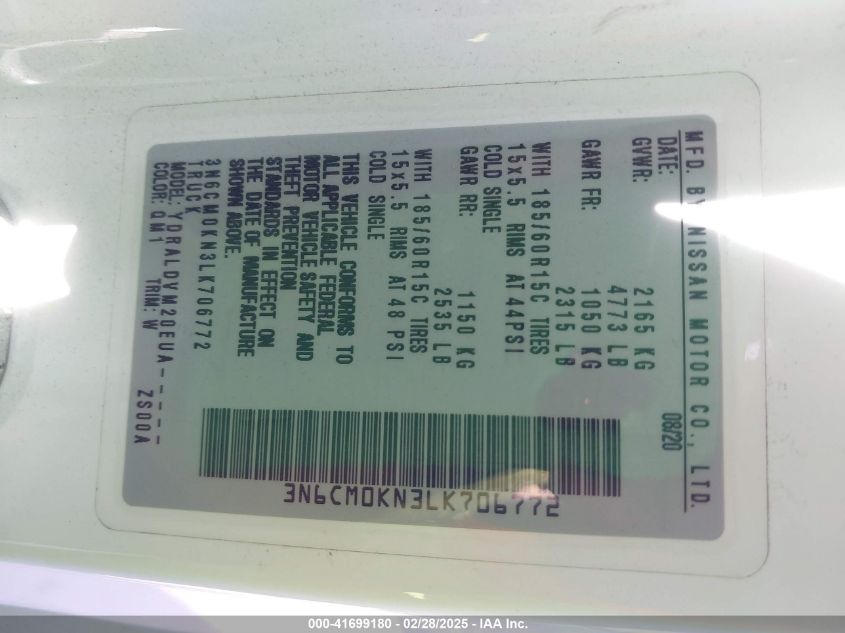 MFD. BY NISSAN MOTOR CO., LTD.
DATE: 08/20
GVWR: 2165 KG
4773 LB
GAWR FR: 1050 KG
2315 LB
WITH 185/60R15C TIRES
15x5.5 RIMS AT 44PSI
COLD SINGLE
GAWR RR: 1150 KG
2535 LB
WITH 185/60R15C TIRES
15x5.5 RIMS AT 48 PSI
COLD SINGLE
THIS VEHICLE CONFORMS TO
ALL APPLICABLE FEDERAL
MOTOR VEHICLE SAFETY AND
THEFT PREVENTION
STANDARDS IN EFFECT ON
THE DATE OF MANUFACTURE
SHOWN ABOVE.
3N6CM0KN3LK706772
TRUCK
MODEL: YDRALDVM20EUA-----
COLOR: QM1 TRIM: W ZS00A
3N6CM0KN3LK706772
000-41699180 - 02/28/2025 - IAA Inc.